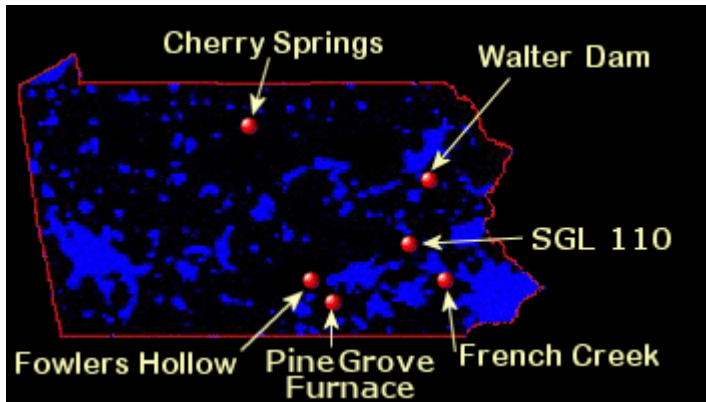 Cherry Springs
Walter Dam
SGL 110
Fowlers Hollow
Pine Grove
Furnace
French Creek